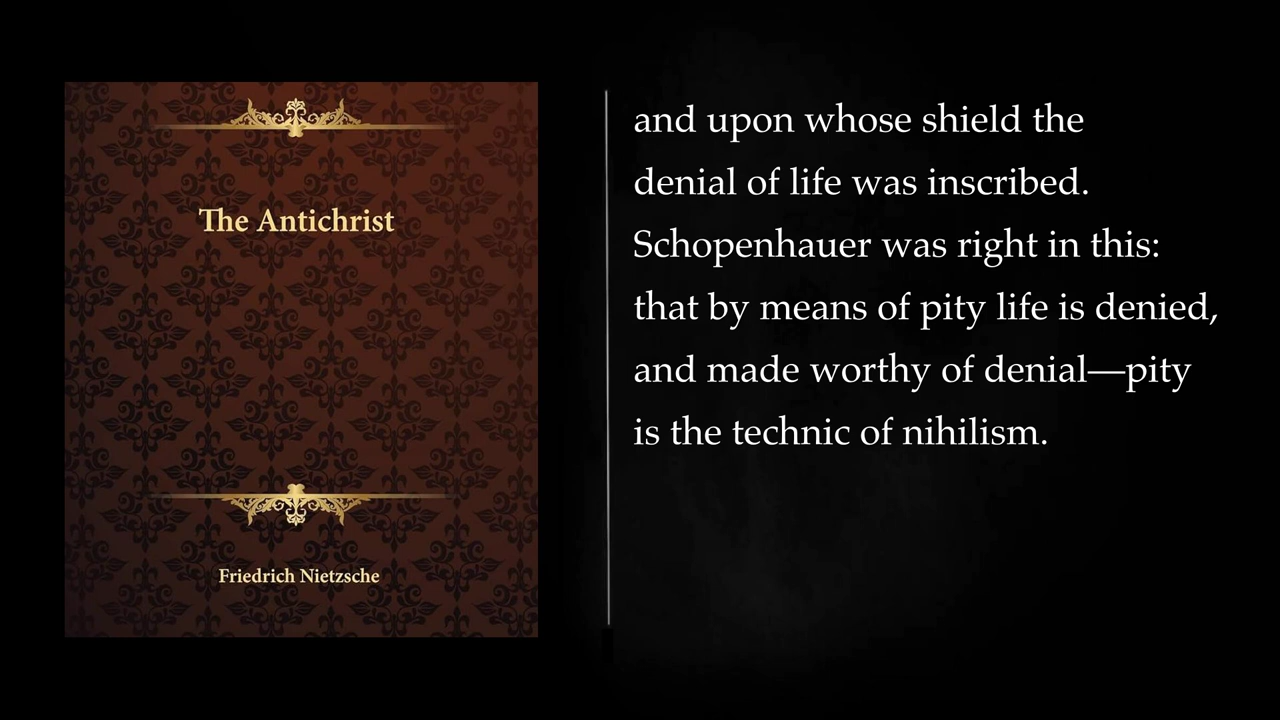 The Antichrist
Friedrich Nietzsche
and upon whose shield the
denial of life was inscribed.
Schopenhauer was right in this:
that by means of pity life is denied,
and made worthy of denial—pity
is the technic of nihilism.